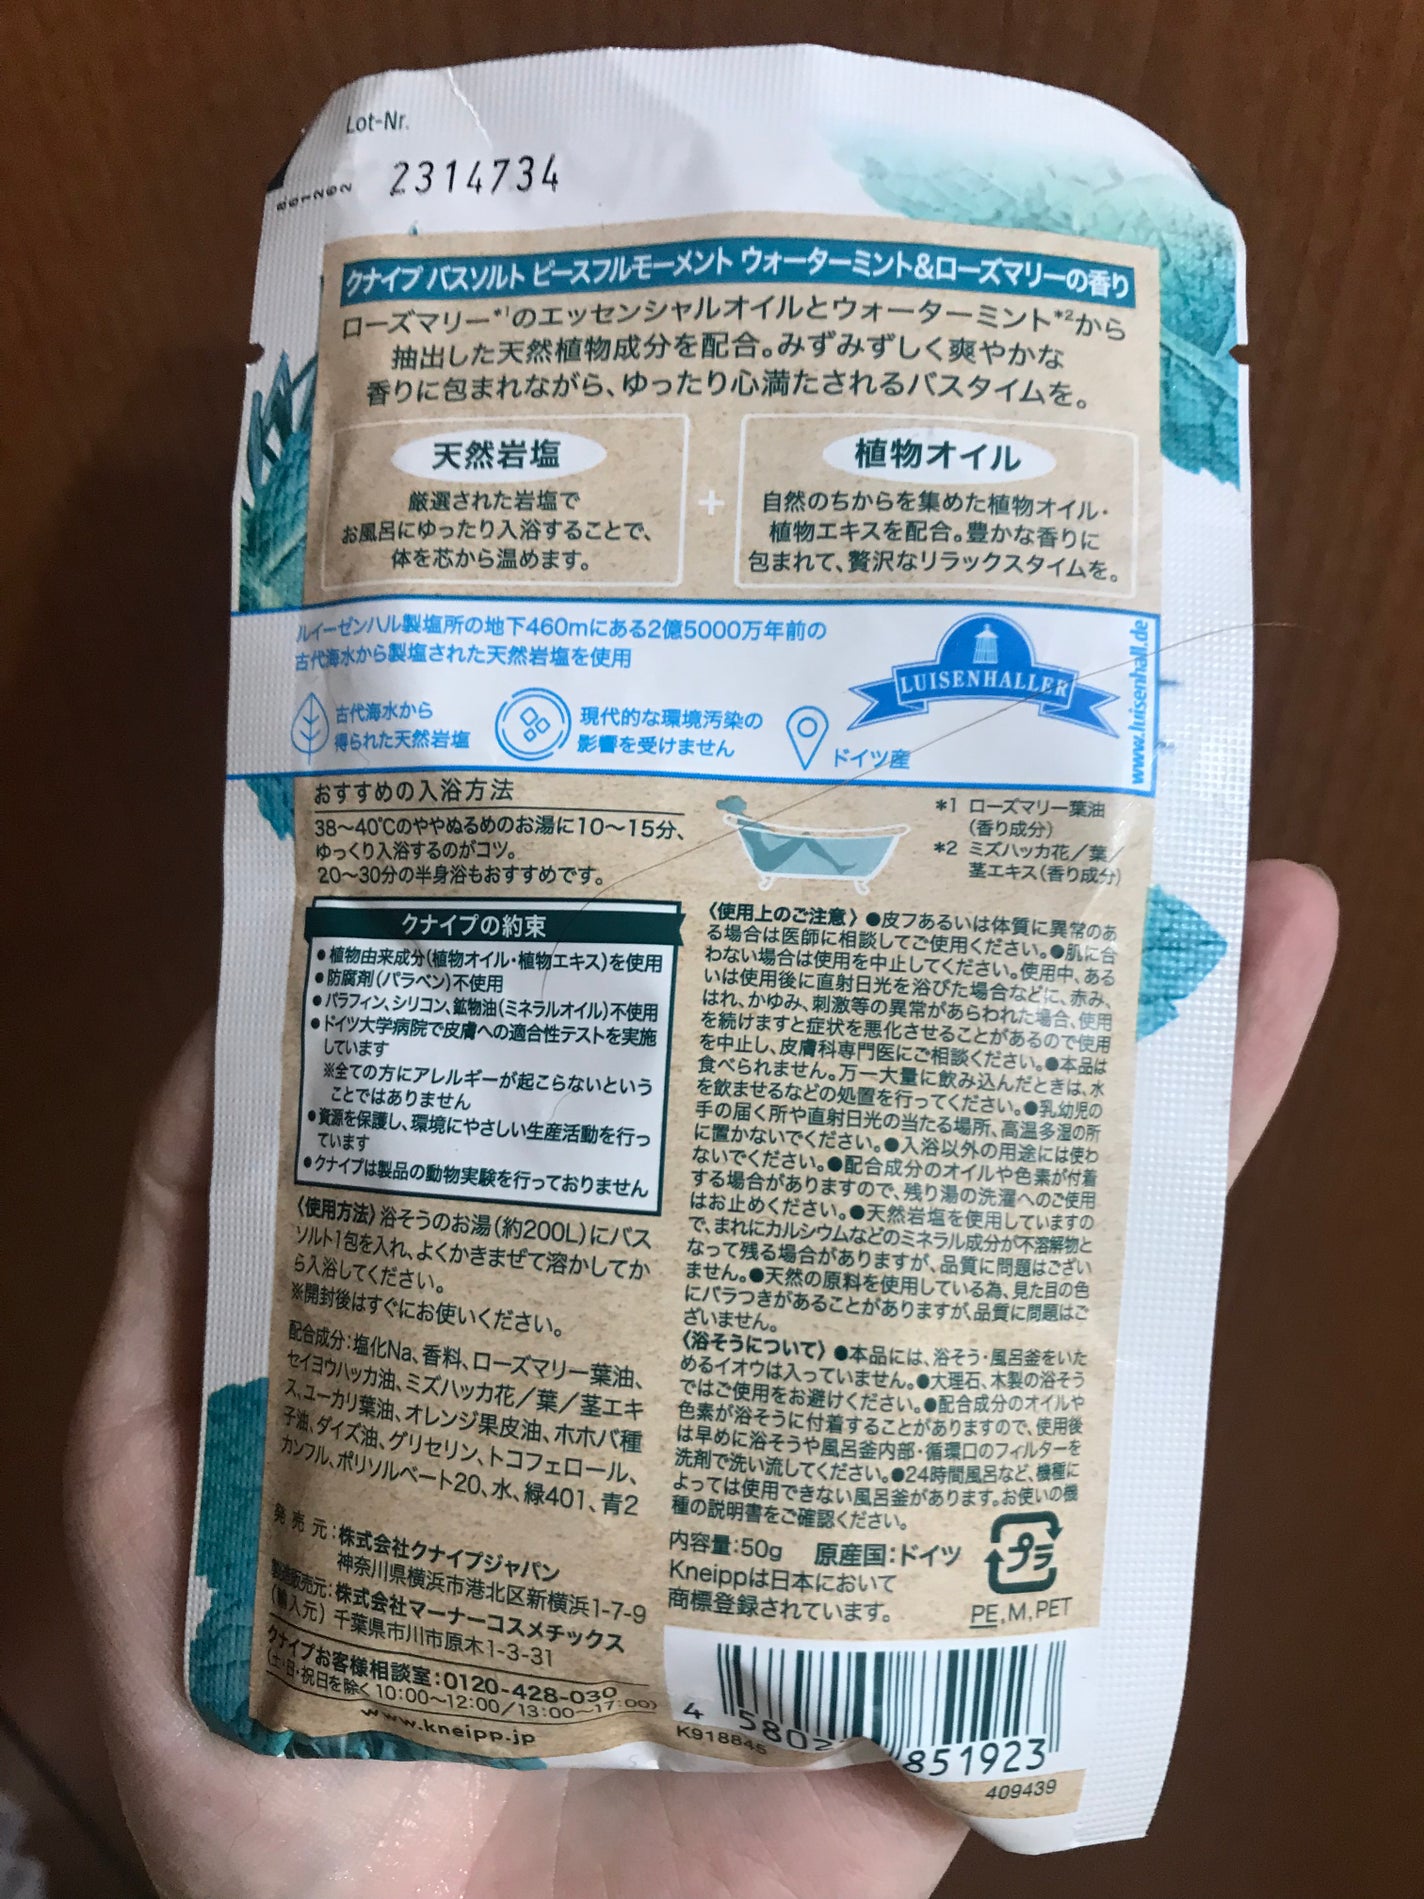 Lot-Nr.
2314734
861262
クナイプ バスソルト ピースフルモーメント ウォーターミント&ローズマリーの香り
ローズマリー*1のエッセンシャルオイルとウォーターミント*2から
抽出した天然植物成分を配合。みずみずしく爽やかな
香りに包まれながら、ゆったり心満たされるバスタイムを。
天然岩塩
厳選された岩塩で
お風呂にゆったり入浴することで、
体を芯から温めます。
+
植物オイル
自然のちからを集めた植物オイル・
植物エキスを配合。豊かな香りに
包まれて、贅沢なリラックスタイムを。
ルイーゼンハル製塩所の地下460mにある2億5000万年前の
古代海水から製塩された天然岩塩を使用
古代海水から
得られた天然岩塩
現代的な環境汚染の
影響を受けません
ドイツ産
LUISENHALLER
www.luisenhall.de
おすすめの入浴方法
38〜40℃のややぬるめのお湯に10〜15分、
ゆっくり入浴するのがコツ。
20〜30分の半身浴もおすすめです。
*1 ローズマリー葉油
(香り成分)
*2 ミズハッカ花/葉/
茎エキス(香り成分)
クナイプの約束
●植物由来成分(植物オイル・植物エキス)を使用
●防腐剤(パラベン)不使用
●パラフィン、シリコン、鉱物油(ミネラルオイル)不使用
●ドイツ大学病院で皮膚への適合性テストを実施
しています
※全ての方にアレルギーが起こらないという
ことではありません
●資源を保護し、環境にやさしい生産活動を行っ
ています
●クナイプは製品の動物実験を行っておりません
〈使用方法〉浴そうのお湯(約200L)にバス
ソルト1包を入れ、よくかきまぜて溶かしてか
ら入浴してください。
※開封後はすぐにお使いください。
配合成分:塩化Na、香料、ローズマリー葉油、
セイヨウハッカ油、ミズハッカ花/葉/茎エキ
ス、ユーカリ葉油、オレンジ果皮油、ホホバ種
子油、ダイズ油、グリセリン、トコフェロール、
カンフル、ポリソルベート20、水、緑401、青2
発売元:株式会社クナイプジャパン
神奈川県横浜市港北区新横浜1-7-9
製造販売元:株式会社マーナーコスメチックス
(輸入元) 千葉県市川市原木1-3-31
クナイプお客様相談室:0120-428-030
(土・日・祝日を除く10:00〜12:00/13:00〜17:00)
www.kneipp.jp
〈使用上のご注意〉●皮フあるいは体質に異常のあ
る場合は医師に相談してご使用ください。●肌に合
わない場合は使用を中止してください。使用中、ある
いは使用後に直射日光を浴びた場合などに、赤み、
はれ、かゆみ、刺激等の異常があらわれた場合、使用
を続けますと症状を悪化させることがあるので使用
を中止し、皮膚科専門医にご相談ください。●本品は
食べられません。万一大量に飲み込んだときは、水
を飲ませるなどの処置を行ってください。●乳幼児の
手の届く所や直射日光の当たる場所、高温多湿の所
に置かないでください。●入浴以外の用途には使わ
ないでください。●配合成分のオイルや色素が付着
する場合がありますので、残り湯の洗濯へのご使用
はお止めください。●天然岩塩を使用していますの
で、まれにカルシウムなどのミネラル成分が不溶解物と
なって残る場合がありますが、品質に問題はござい
ません。●天然の原料を使用している為、見た目の色
にバラつきがあることがありますが、品質に問題はご
ざいません。
〈浴そうについて〉●本品には、浴そう・風呂釜をいた
めるイオウは入っていません。●大理石、木製の浴そう
ではご使用をお避けください。●配合成分のオイルや
色素が浴そうに付着することがありますので、使用後
は早めに浴そうや風呂釜内部・循環口のフィルターを
洗剤で洗い流してください。●24時間風呂など、機種に
よっては使用できない風呂釜があります。お使いの機
種の説明書をご確認ください。
内容量:50g 原産国:ドイツ
Kneippは日本において
商標登録されています。
プラ
PE,M,PET
4 5802 851923
K918845
409439